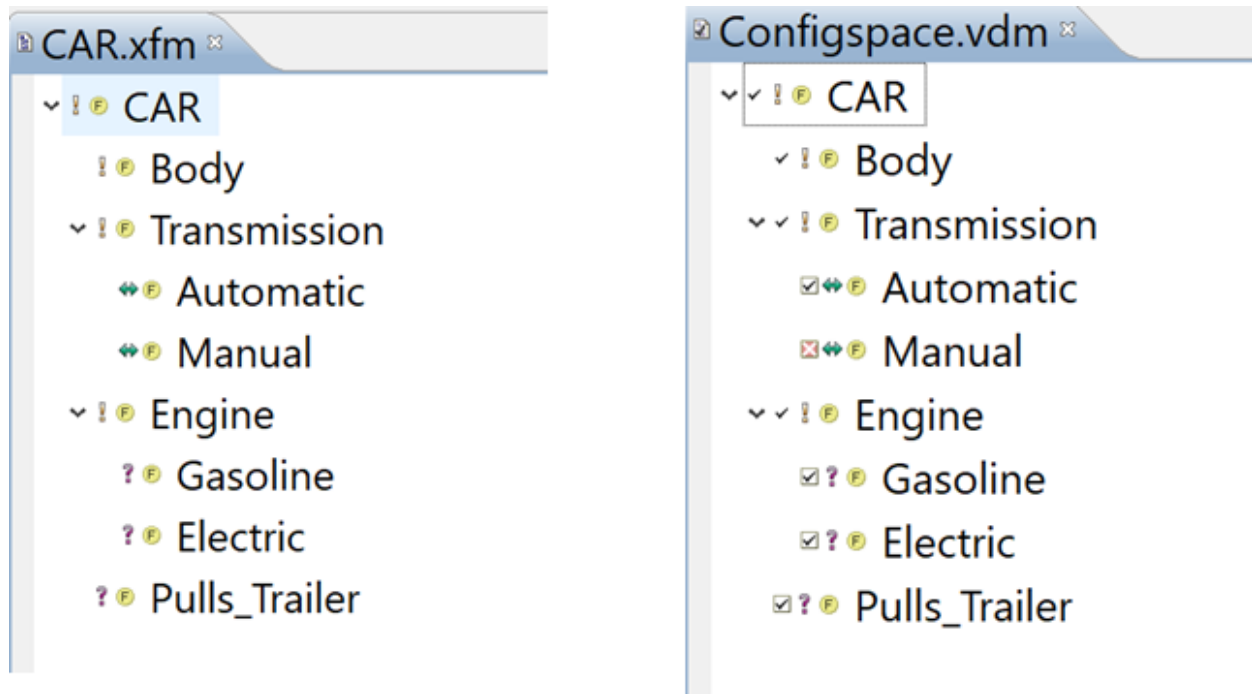 CAR.xfm
CAR
Body
Transmission
Automatic
Manual
Engine
Gasoline
Electric
Pulls_Trailer
Configspace.vdm
CAR
Body
Transmission
Automatic
Manual
Engine
Gasoline
Electric
Pulls_Trailer